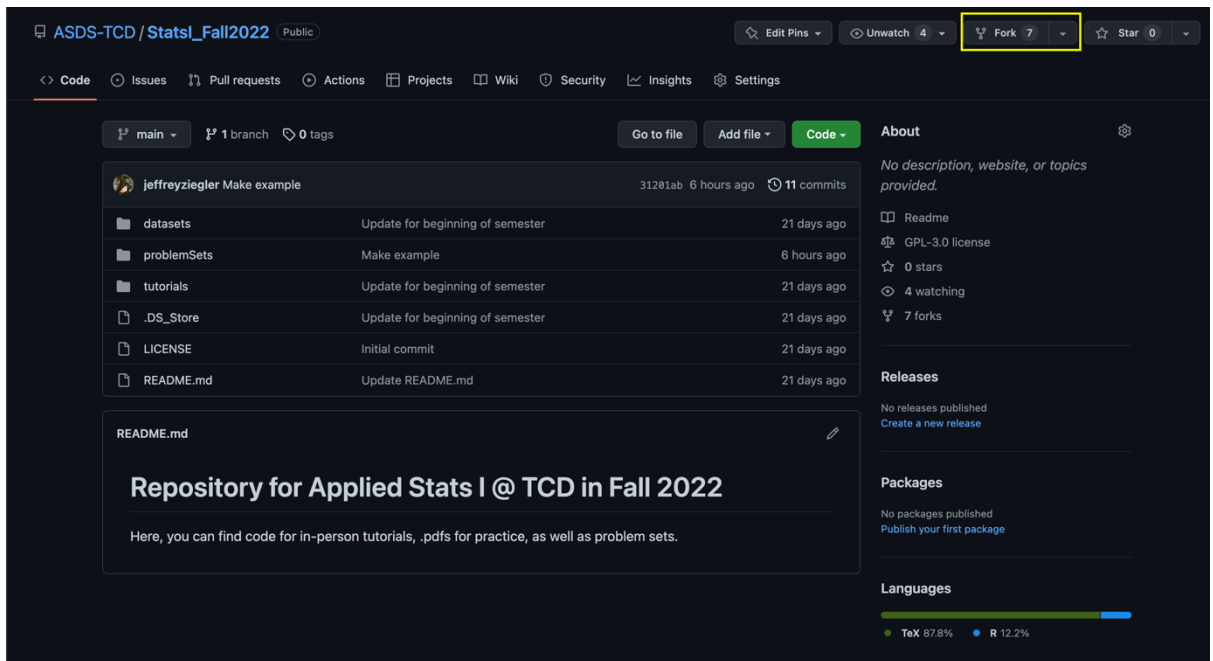 ASDS-TCD / StatsI_Fall2022 Public
Edit Pins Unwatch 4 Fork 7 Star 0
Code Issues Pull requests Actions Projects Wiki Security Insights Settings
main 1 branch 0 tags Go to file Add file Code
jeffreyziegler Make example 31201ab 6 hours ago 11 commits
datasets Update for beginning of semester 21 days ago
problemSets Make example 6 hours ago
tutorials Update for beginning of semester 21 days ago
.DS_Store Update for beginning of semester 21 days ago
LICENSE Initial commit 21 days ago
README.md Update README.md 21 days ago
README.md
Repository for Applied Stats I @ TCD in Fall 2022
Here, you can find code for in-person tutorials, .pdfs for practice, as well as problem sets.
About
No description, website, or topics
provided.
Readme
GPL-3.0 license
0 stars
4 watching
7 forks
Releases
No releases published
Create a new release
Packages
No packages published
Publish your first package
Languages
TeX 87.8% R 12.2%